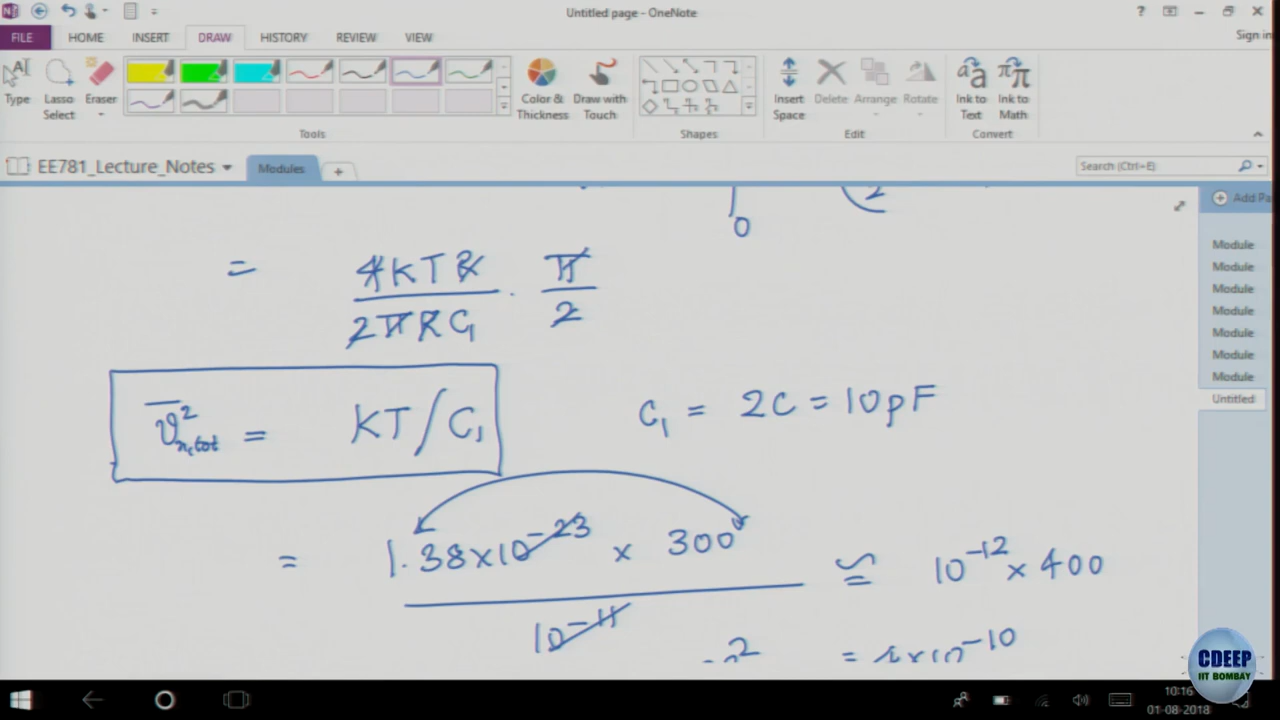 Untitled page - OneNote
FILE HOME INSERT DRAW HISTORY REVIEW VIEW
Sign in
Type
Lasso Select
Eraser
Color & Thickness
Draw with Touch
Insert Space
Delete
Arrange
Rotate
Ink to Text
Ink to Math
Tools
Shapes
Edit
Convert
EE781_Lecture_Notes
Modules
Search (Ctrl+E)
Add Pa
Module
Module
Module
Module
Module
Module
Module
Untitled
0
2
= 4KTR / 2πRC₁ · π/2
v̄²n,tot = KT/C₁
C₁ = 2C = 10pF
= 1.38×10⁻²³ × 300 / 10⁻¹¹ ≅ 10⁻¹² × 400
CDEEP
IIT BOMBAY
10:16
01-08-2018